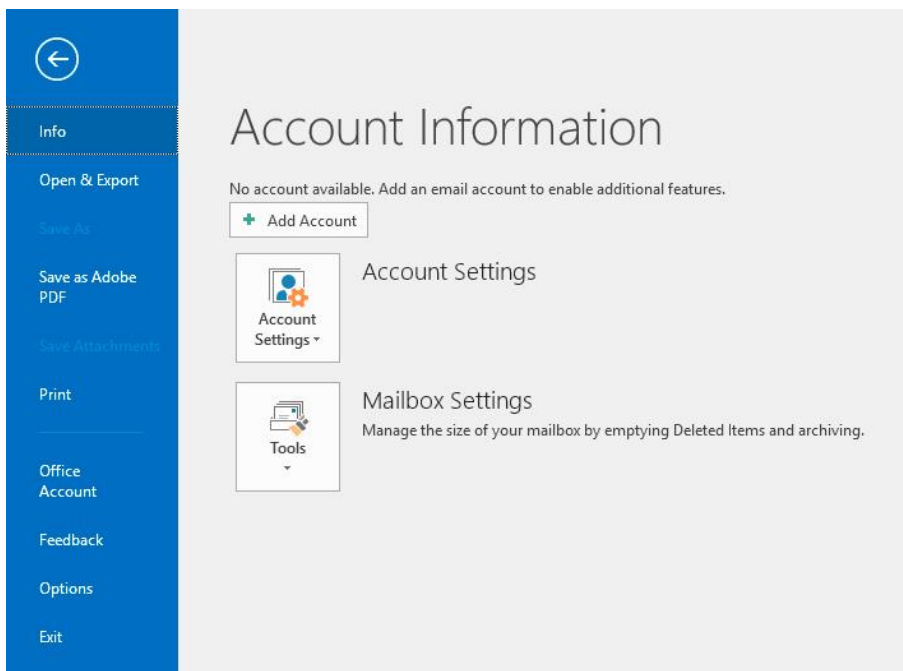 Info
Open & Export
Save As
Save as Adobe
PDF
Save Attachments
Print
Office
Account
Feedback
Options
Exit
Account Information
No account available. Add an email account to enable additional features.
Add Account
Account
Settings
Account Settings
Tools
Mailbox Settings
Manage the size of your mailbox by emptying Deleted Items and archiving.